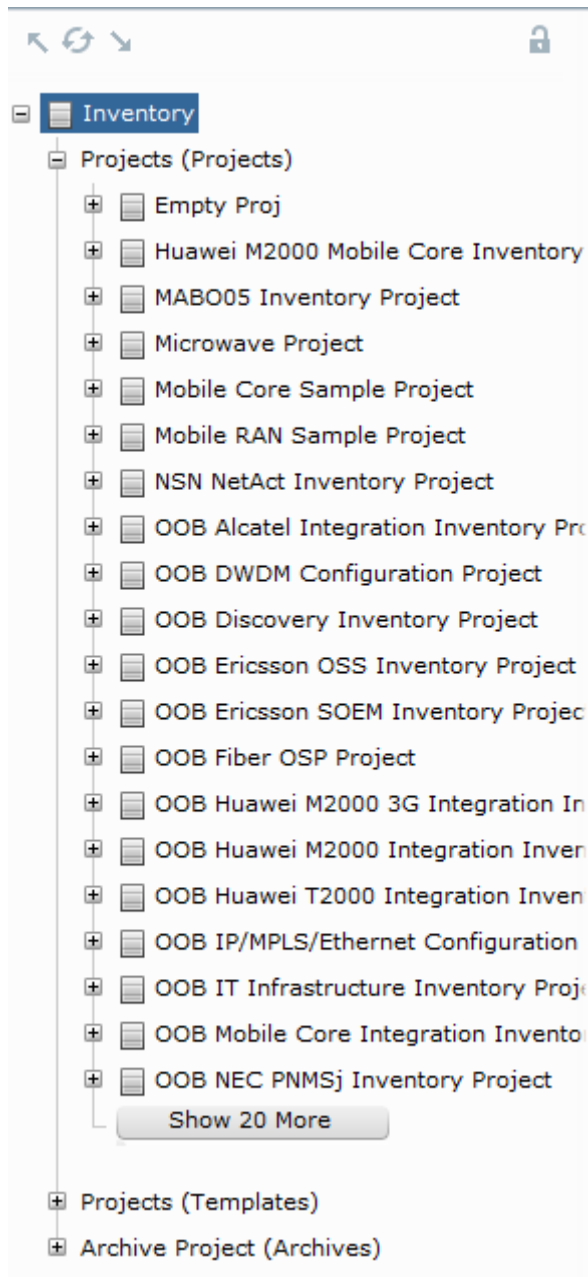 Inventory
Projects (Projects)
Empty Proj
Huawei M2000 Mobile Core Inventory
MABO05 Inventory Project
Microwave Project
Mobile Core Sample Project
Mobile RAN Sample Project
NSN NetAct Inventory Project
OOB Alcatel Integration Inventory Pro
OOB DWDM Configuration Project
OOB Discovery Inventory Project
OOB Ericsson OSS Inventory Project
OOB Ericsson SOEM Inventory Projec
OOB Fiber OSP Project
OOB Huawei M2000 3G Integration In
OOB Huawei M2000 Integration Inven
OOB Huawei T2000 Integration Inven
OOB IP/MPLS/Ethernet Configuration
OOB IT Infrastructure Inventory Proje
OOB Mobile Core Integration Invento
OOB NEC PNMSj Inventory Project
Show 20 More
Projects (Templates)
Archive Project (Archives)